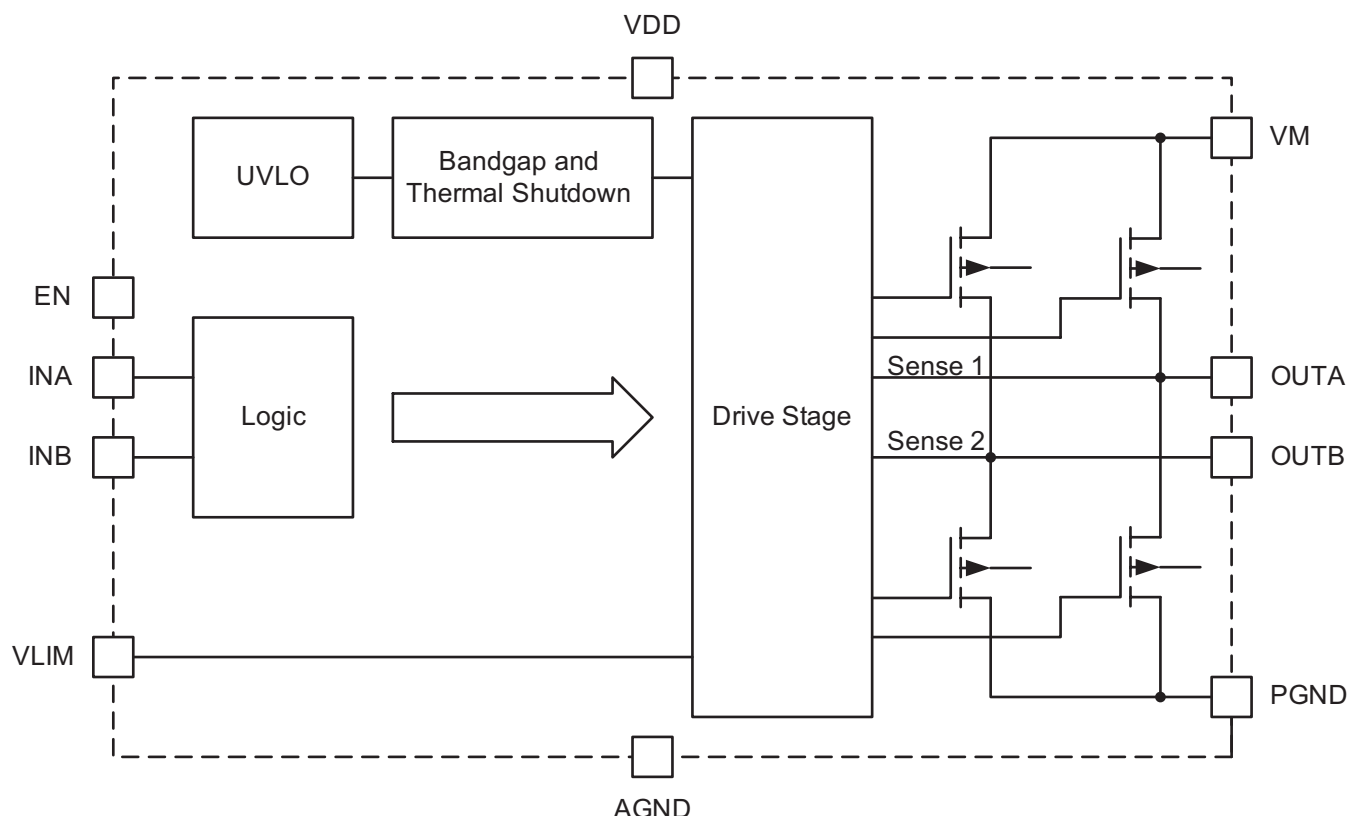 VDD
VM
UVLO
Bandgap and
Thermal Shutdown
EN
INA
INB
Logic
Drive Stage
Sense 1
Sense 2
OUTA
OUTB
VLIM
PGND
AGND